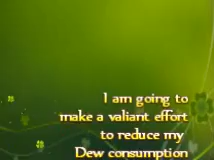 I am going to
make a valiant effort
to reduce my
Dew consumption